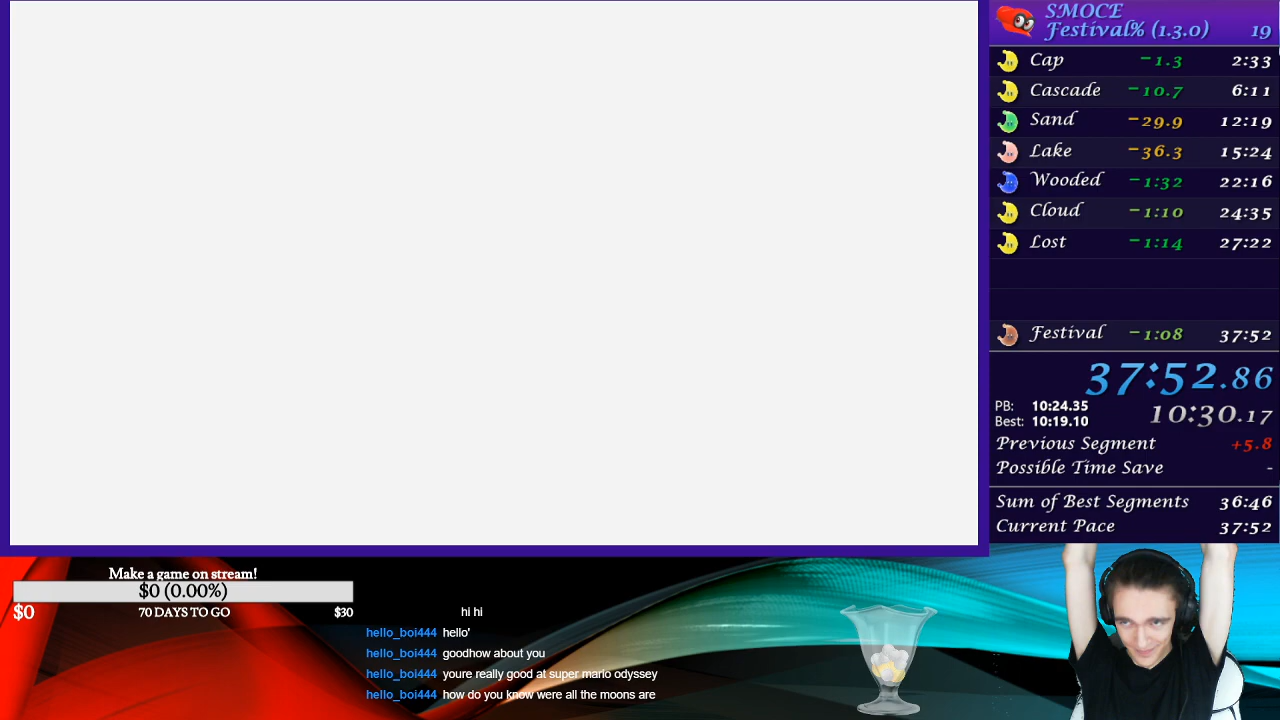 SMOCE
Festival% (1.3.0) 19
Cap -1.3 2:33
Cascade -10.7 6:11
Sand -29.9 12:19
Lake -36.3 15:24
Wooded -1:32 22:16
Cloud -1:10 24:35
Lost -1:14 27:22
Festival -1:08 37:52
37:52.86
PB: 10:24.35
Best: 10:19.10
10:30.17
Previous Segment +5.8
Possible Time Save -
Sum of Best Segments 36:46
Current Pace 37:52
Make a game on stream!
$0 (0.00%)
$0 70 DAYS TO GO $30
hi hi
hello_boi444 hello'
hello_boi444 goodhow about you
hello_boi444 youre really good at super mario odyssey
hello_boi444 how do you know were all the moons are